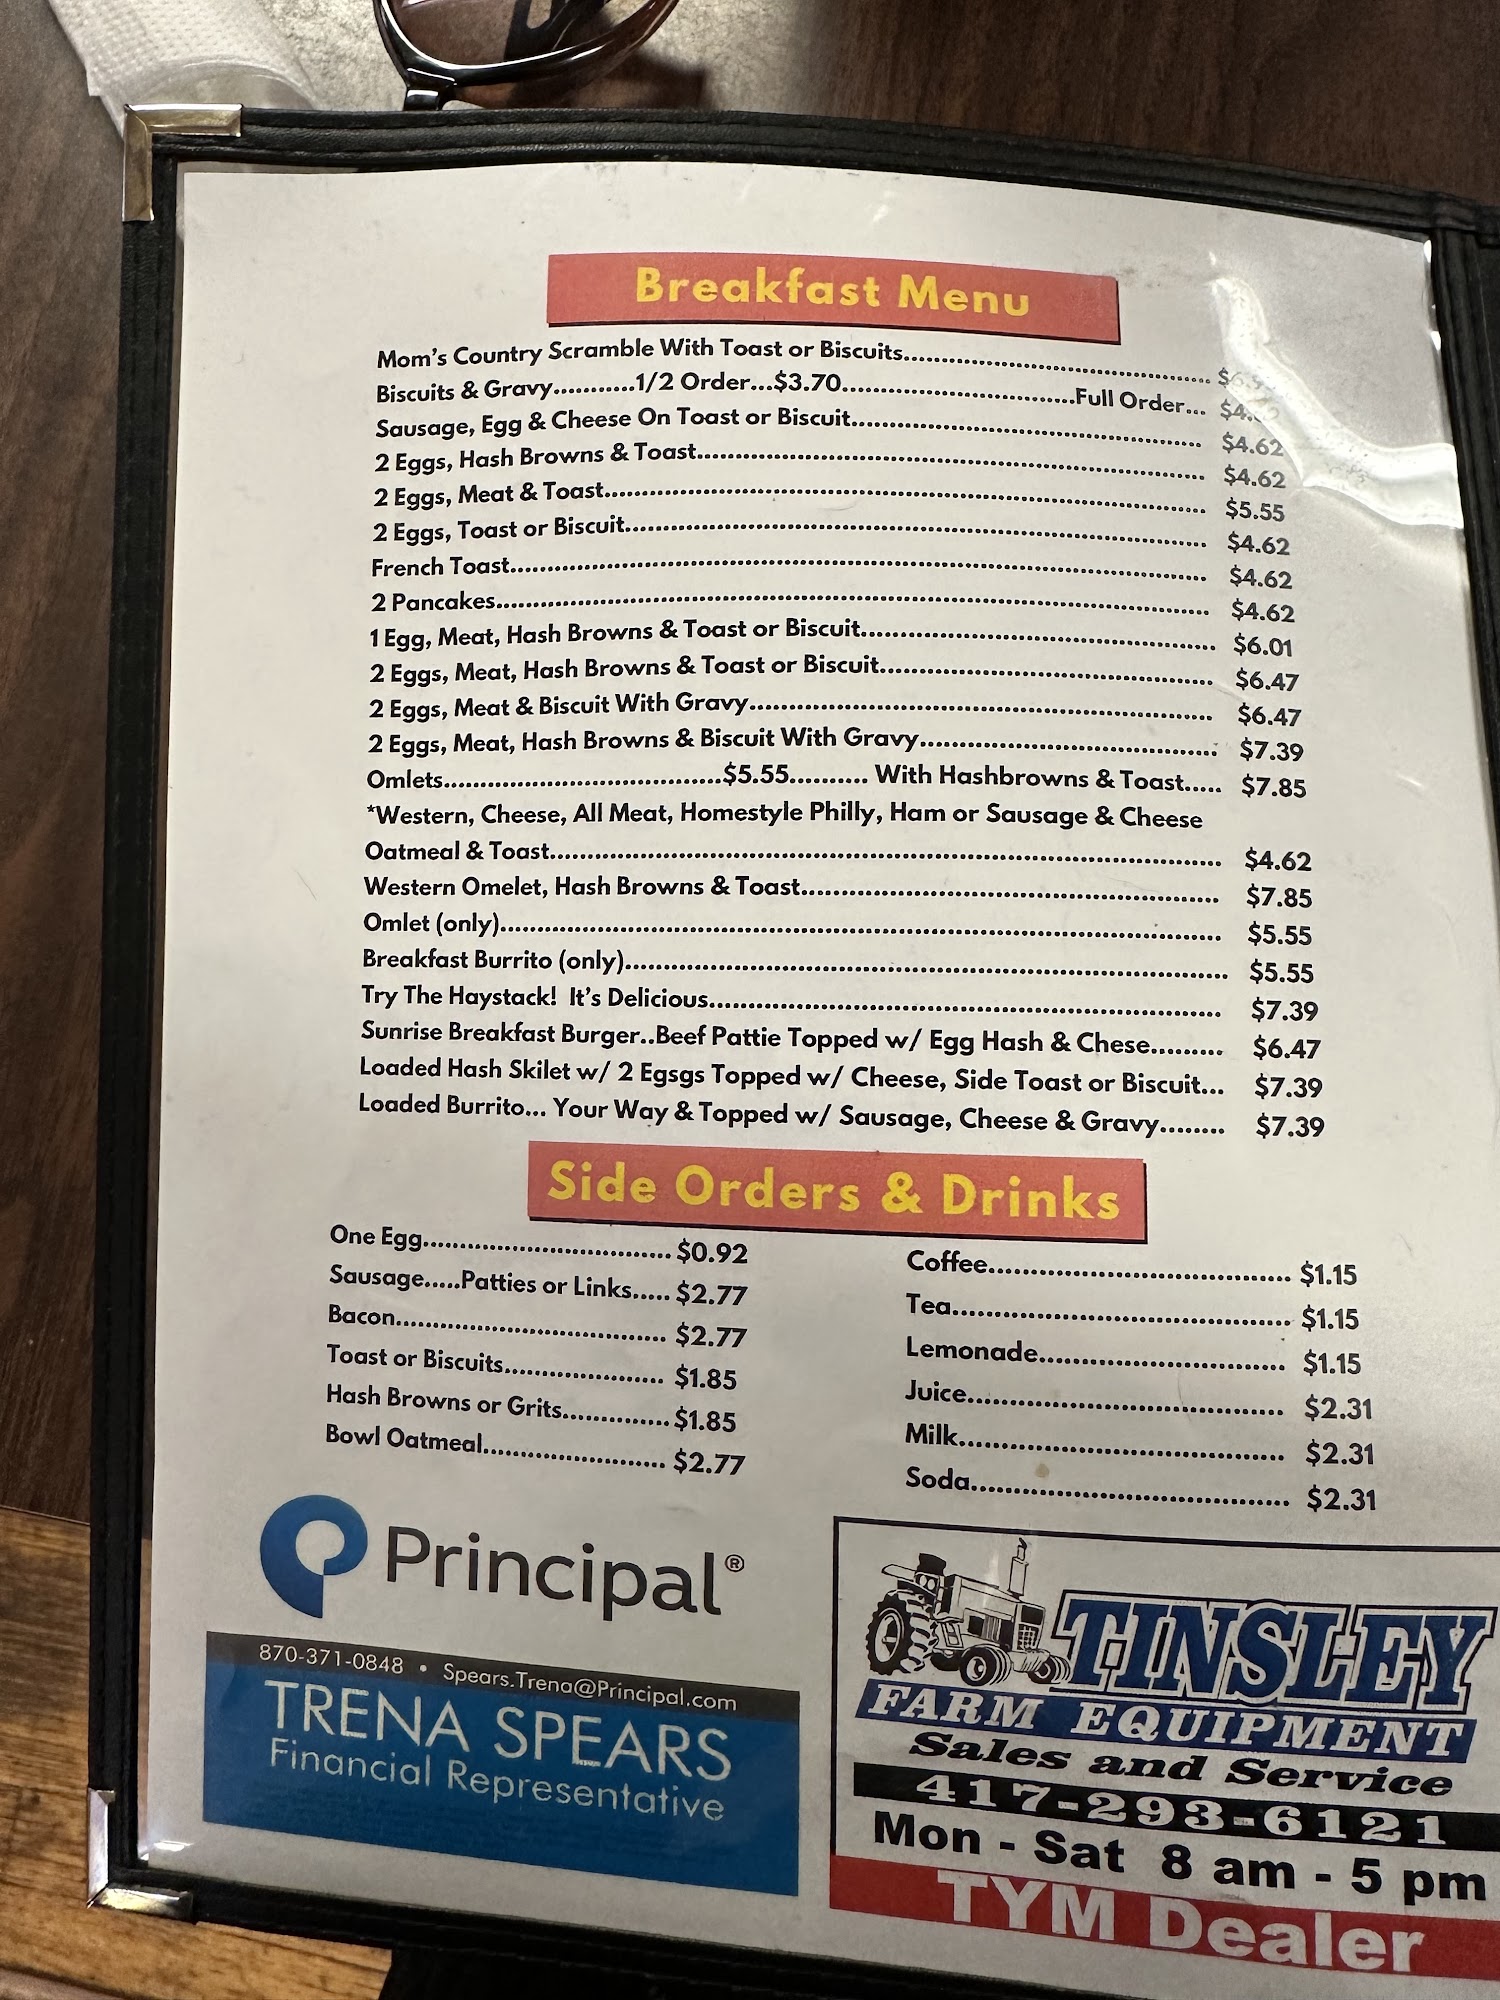 Breakfast Menu
Mom's Country Scramble With Toast or Biscuits
Biscuits & Gravy...........1/2 Order...$3.70................................Full Order...
Sausage, Egg & Cheese On Toast or Biscuit............................................ $4.62
2 Eggs, Hash Browns & Toast................................................................ $4.62
2 Eggs, Meat & Toast............................................................................ $5.55
2 Eggs, Toast or Biscuit......................................................................... $4.62
French Toast......................................................................................... $4.62
2 Pancakes........................................................................................... $4.62
1 Egg, Meat, Hash Browns & Toast or Biscuit............................................ $6.01
2 Eggs, Meat, Hash Browns & Toast or Biscuit.......................................... $6.47
2 Eggs, Meat & Biscuit With Gravy.......................................................... $6.47
2 Eggs, Meat, Hash Browns & Biscuit With Gravy...................................... $7.39
Omlets...................................$5.55.......... With Hashbrowns & Toast..... $7.85
*Western, Cheese, All Meat, Homestyle Philly, Ham or Sausage & Cheese
Oatmeal & Toast................................................................................... $4.62
Western Omelet, Hash Browns & Toast.................................................... $7.85
Omlet (only).......................................................................................... $5.55
Breakfast Burrito (only).......................................................................... $5.55
Try The Haystack! It's Delicious............................................................... $7.39
Sunrise Breakfast Burger..Beef Pattie Topped w/ Egg Hash & Chese......... $6.47
Loaded Hash Skilet w/ 2 Egsgs Topped w/ Cheese, Side Toast or Biscuit... $7.39
Loaded Burrito... Your Way & Topped w/ Sausage, Cheese & Gravy........ $7.39
Side Orders & Drinks
One Egg.................................. $0.92
Sausage.....Patties or Links..... $2.77
Bacon..................................... $2.77
Toast or Biscuits...................... $1.85
Hash Browns or Grits.............. $1.85
Bowl Oatmeal......................... $2.77
Coffee...................................... $1.15
Tea........................................... $1.15
Lemonade............................... $1.15
Juice........................................ $2.31
Milk......................................... $2.31
Soda........................................ $2.31
Principal®
870-371-0848 • Spears.Trena@Principal.com
TRENA SPEARS
Financial Representative
TINSLEY
FARM EQUIPMENT
Sales and Service
417-293-6121
Mon - Sat 8 am - 5 pm
TYM Dealer